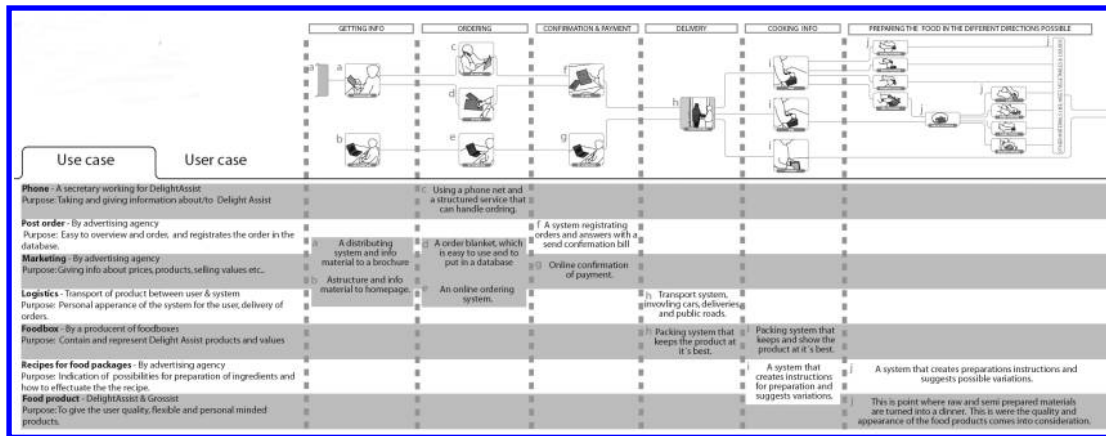 GETTING INFO
ORDERING
CONFIRMATION & PAYMENT
DELIVERY
COOKING INFO
PREPARING THE FOOD IN THE DIFFERENT DIRECTIONS POSSIBLE
a
a
b
c
d
e
f
g
h
i
i
i
j
j
j
Use case
User case
Phone - A secretary working for DelightAssist
Purpose: Taking and giving information about/to Delight Assist
c Using a phone net and
a structured service that
can handle ordring.
Post order - By advertising agency
Purpose: Easy to overview and order, and registrates the order in the
database.
f A system registrating
orders and answers with a
send confirmation bill
a A distributing
system and info
material to a brochure
d A order blanket, which
is easy to use and to
put in a database
Marketing - By advertising agency
Purpose: Giving info about prices, products, selling values etc...
g Online confirmation
of payment.
b Astructure and info
material to homepage.
e An online ordering
system.
Logistics - Transport of product between user & system
Purpose: Personal apperance of the system for the user, delivery of
orders.
h Transport system,
invovling cars, deliveries
and public roads.
Foodbox - By a producent of foodboxes
Purpose: Contain and represent Delight Assist products and values
h Packing system that
keeps the product at
it´s best.
i Packing system that
keeps and show the
product at it´s best.
Recipes for food packages - By advertising agency
Purpose: Indication of possibilities for preparation of ingredients and
how to effectuate the the recipe.
i A system that
creates instructions
for preparation and
suggests variations.
j A system that creates preparations instructions and
suggests possible variations.
Food product - DelightAssist & Grossist
Purpose: To give the user quality, flexible and personal minded
products.
j This is point where raw and semi prepared materials
are turned into a dinner. This is were the quality and
appearance of the food products comes into consideration.